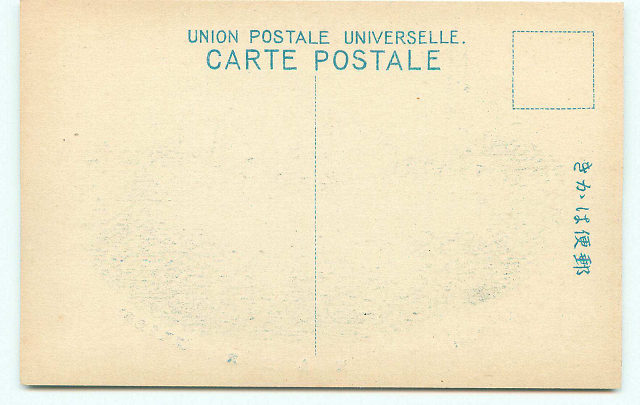 UNION POSTALE UNIVERSELLE.
CARTE POSTALE
郵便はかき